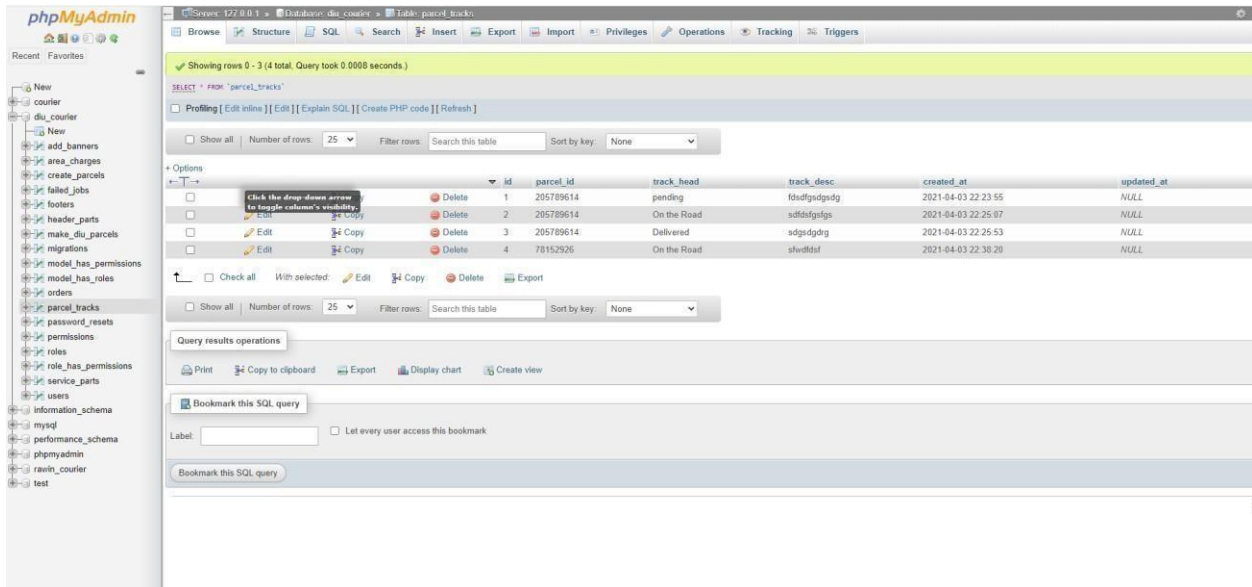 phpMyAdmin
Recent Favorites
New
courier
diu_courier
New
add_banners
area_charges
create_parcels
failed_jobs
footers
header_parts
make_diu_parcels
migrations
model_has_permissions
model_has_roles
orders
parcel_tracks
password_resets
permissions
roles
role_has_permissions
service_parts
users
information_schema
mysql
performance_schema
phpmyadmin
rawin_courier
test
Server: 127.0.0.1 » Database: diu_courier » Table: parcel_tracks
Browse Structure SQL Search Insert Export Import Privileges Operations Tracking Triggers
Showing rows 0 - 3 (4 total, Query took 0.0008 seconds.)
SELECT * FROM `parcel_tracks`
Profiling [ Edit inline ] [ Edit ] [ Explain SQL ] [ Create PHP code ] [ Refresh ]
Show all | Number of rows: 25 Filter rows: Search this table Sort by key: None
+ Options
←T→ id parcel_id track_head track_desc created_at updated_at
Click the drop-down arrow
to toggle column's visibility.
Delete 1 205789614 pending fdsdfgsdgsdg 2021-04-03 22:23:55 NULL
Edit Copy Delete 2 205789614 On the Road sdfdsfgsfgs 2021-04-03 22:25:07 NULL
Edit Copy Delete 3 205789614 Delivered sdgsdgdrg 2021-04-03 22:25:53 NULL
Edit Copy Delete 4 78152926 On the Road sfwdfdsf 2021-04-03 22:38:20 NULL
Check all With selected: Edit Copy Delete Export
Show all | Number of rows: 25 Filter rows: Search this table Sort by key: None
Query results operations
Print Copy to clipboard Export Display chart Create view
Bookmark this SQL query
Label: Let every user access this bookmark
Bookmark this SQL query